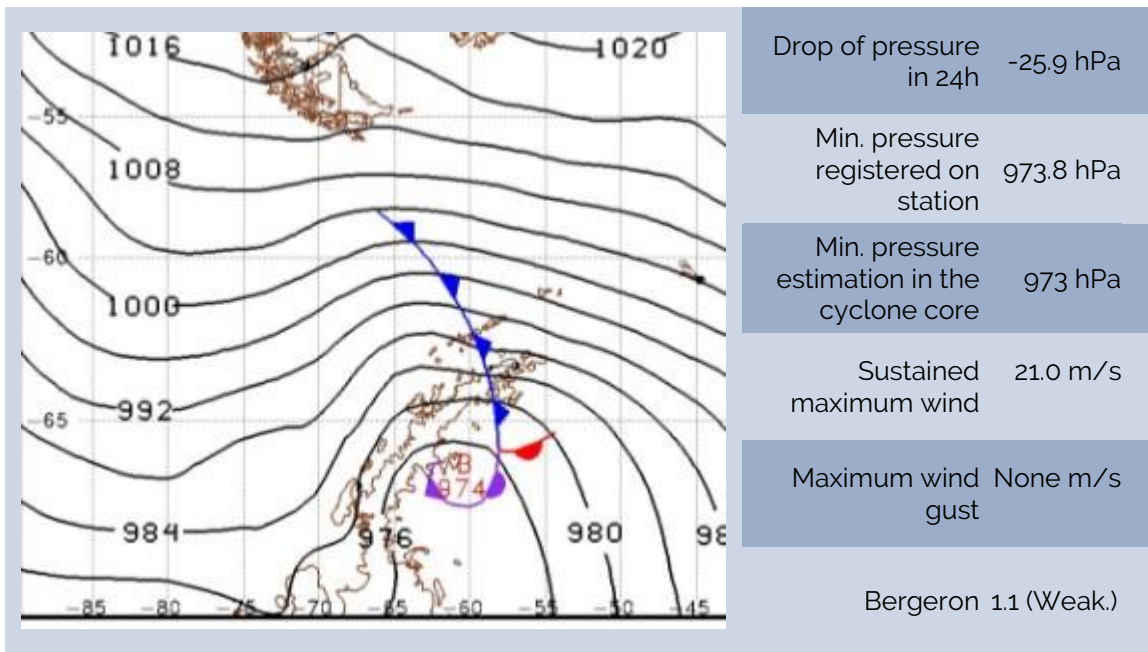 1016
1020
-55
1008
-60
1000
992
-65
B
974
984
976
980
98
-85
-80
-75
-70
-65
-60
-55
-45
Drop of pressure
in 24h
-25.9 hPa
Min. pressure
registered on
station
973.8 hPa
Min. pressure
estimation in the
cyclone core
973 hPa
Sustained
maximum wind
21.0 m/s
Maximum wind
gust
None m/s
Bergeron 1.1 (Weak.)